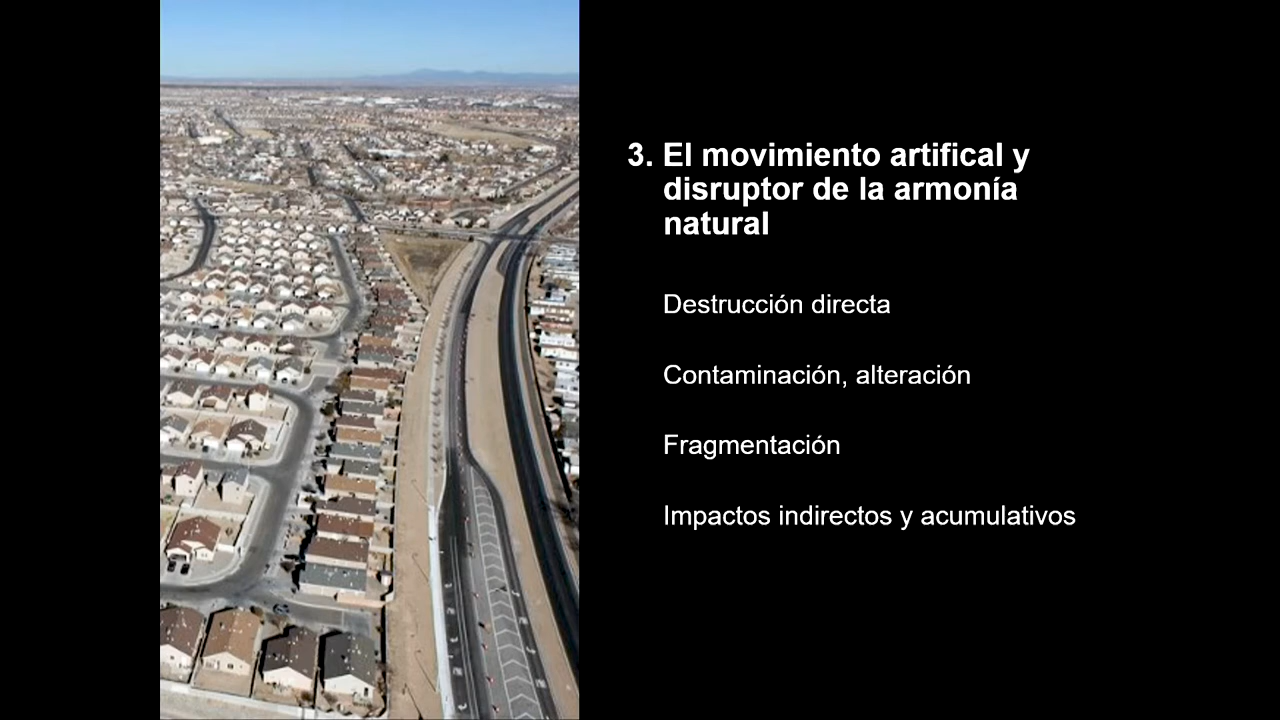 3. El movimiento artifical y
disruptor de la armonía
natural
Destrucción directa
Contaminación, alteración
Fragmentación
Impactos indirectos y acumulativos